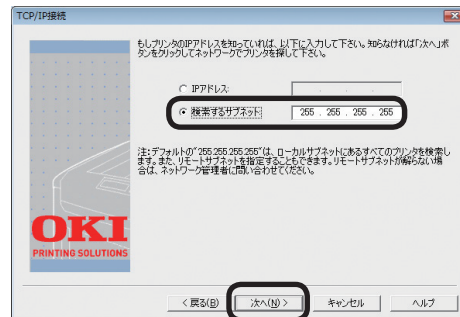 TCP/IP接続
もしプリンタのIPアドレスを知っていれば、以下に入力して下さい。知らなければ「次へ」ボ
タンをクリックしてネットワークでプリンタを探して下さい。
IPアドレス:
検索するサブネット:
255 . 255 . 255 . 255
注:デフォルトの"255.255.255.255"は、ローカルサブネットにあるすべてのプリンタを検索し
ます。また、リモートサブネットを指定することもできます。リモートサブネットが解らない場
合は、ネットワーク管理者に問い合わせてください。
OKI
PRINTING SOLUTIONS
< 戻る(B)
次へ(N) >
キャンセル
ヘルプ